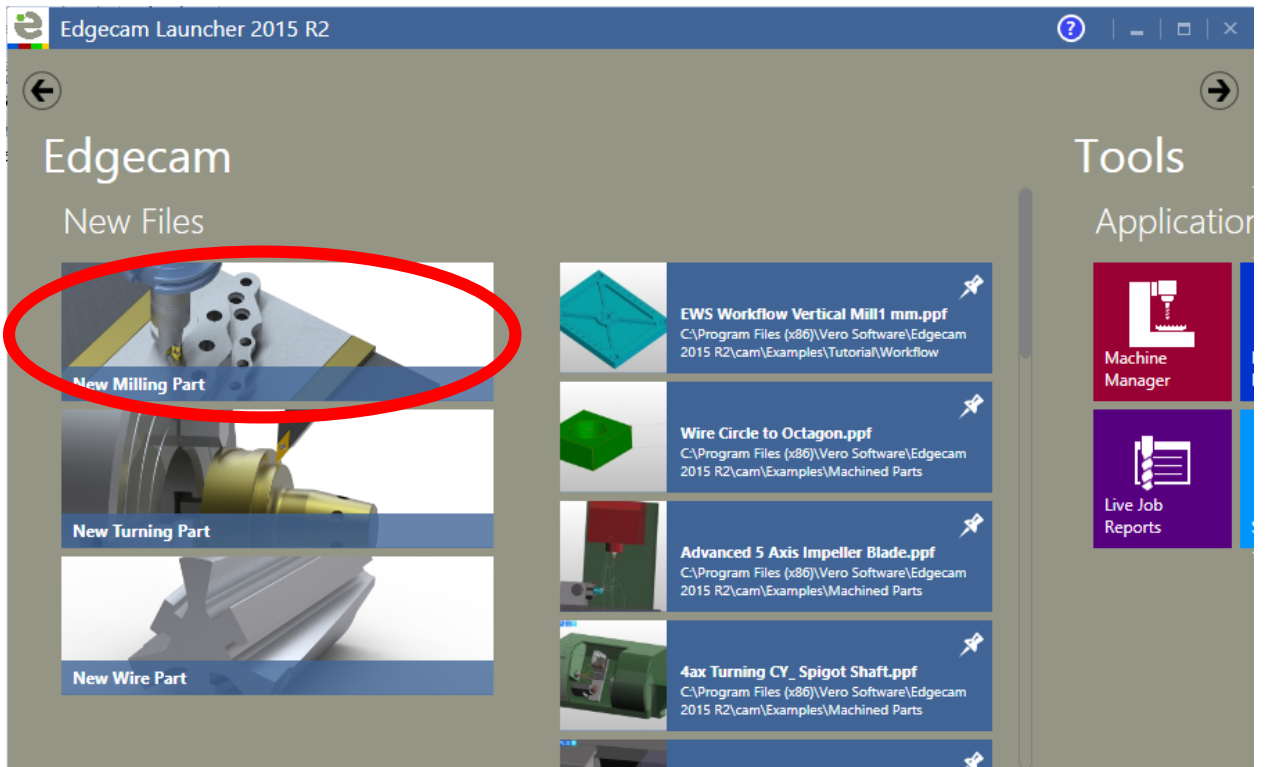 Edgecam Launcher 2015 R2
?
Edgecam
New Files
New Milling Part
New Turning Part
New Wire Part
EWS Workflow Vertical Mill1 mm.ppf
C:\Program Files (x86)\Vero Software\Edgecam
2015 R2\cam\Examples\Tutorial\Workflow
Wire Circle to Octagon.ppf
C:\Program Files (x86)\Vero Software\Edgecam
2015 R2\cam\Examples\Machined Parts
Advanced 5 Axis Impeller Blade.ppf
C:\Program Files (x86)\Vero Software\Edgecam
2015 R2\cam\Examples\Machined Parts
4ax Turning CY_ Spigot Shaft.ppf
C:\Program Files (x86)\Vero Software\Edgecam
2015 R2\cam\Examples\Machined Parts
Tools
Application
Machine
Manager
Live Job
Reports